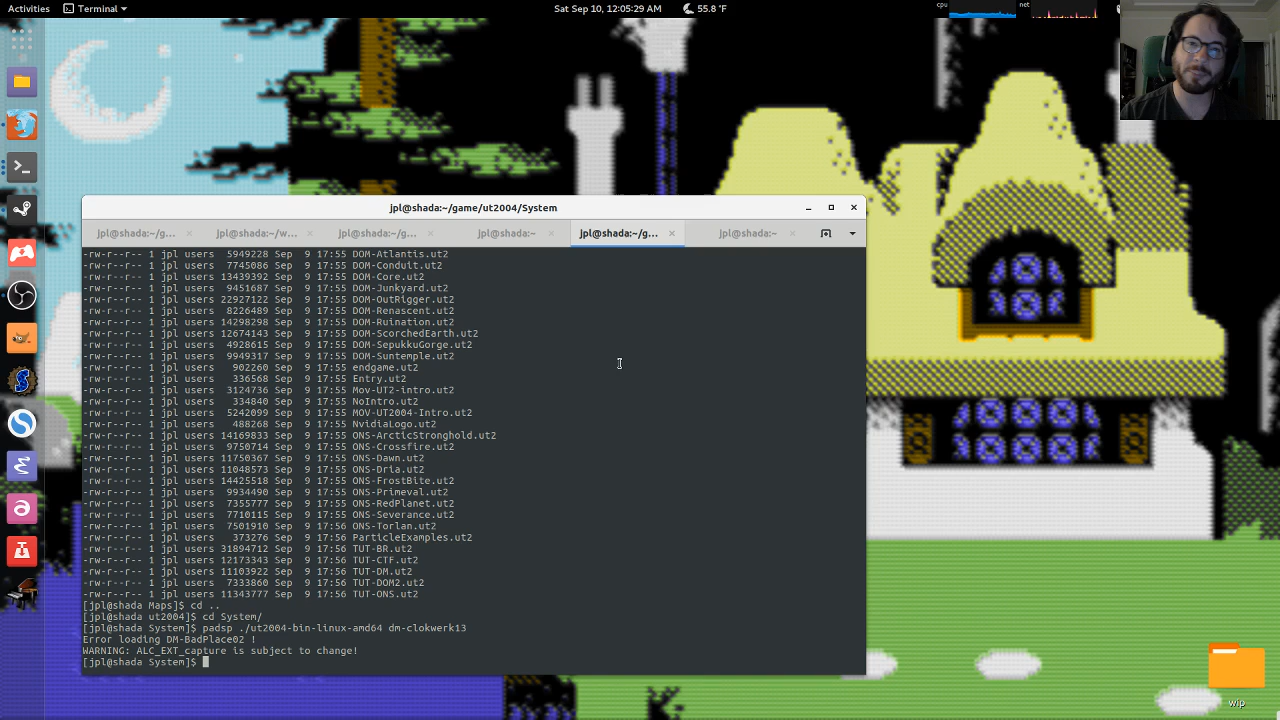 Activities Terminal Sat Sep 10, 12:05:29 AM 55.8 °F cpu net
jpl@shada:~/game/ut2004/System
jpl@shada:~/g... jpl@shada:~/w... jpl@shada:~/g... jpl@shada:~ jpl@shada:~/g... jpl@shada:~
-rw-r--r-- 1 jpl users 5949228 Sep 9 17:55 DOM-Atlantis.ut2
-rw-r--r-- 1 jpl users 7745086 Sep 9 17:55 DOM-Conduit.ut2
-rw-r--r-- 1 jpl users 13439392 Sep 9 17:55 DOM-Core.ut2
-rw-r--r-- 1 jpl users 9451687 Sep 9 17:55 DOM-Junkyard.ut2
-rw-r--r-- 1 jpl users 22927122 Sep 9 17:55 DOM-OutRigger.ut2
-rw-r--r-- 1 jpl users 8226489 Sep 9 17:55 DOM-Renascent.ut2
-rw-r--r-- 1 jpl users 14298298 Sep 9 17:55 DOM-Ruination.ut2
-rw-r--r-- 1 jpl users 12674143 Sep 9 17:55 DOM-ScorchedEarth.ut2
-rw-r--r-- 1 jpl users 4928615 Sep 9 17:55 DOM-SepukkuGorge.ut2
-rw-r--r-- 1 jpl users 9949317 Sep 9 17:55 DOM-Suntemple.ut2
-rw-r--r-- 1 jpl users 902260 Sep 9 17:55 endgame.ut2
-rw-r--r-- 1 jpl users 336568 Sep 9 17:55 Entry.ut2
-rw-r--r-- 1 jpl users 3124736 Sep 9 17:55 Mov-UT2-intro.ut2
-rw-r--r-- 1 jpl users 334840 Sep 9 17:55 NoIntro.ut2
-rw-r--r-- 1 jpl users 5242099 Sep 9 17:55 MOV-UT2004-Intro.ut2
-rw-r--r-- 1 jpl users 488268 Sep 9 17:55 NvidiaLogo.ut2
-rw-r--r-- 1 jpl users 14169833 Sep 9 17:55 ONS-ArcticStronghold.ut2
-rw-r--r-- 1 jpl users 9750714 Sep 9 17:55 ONS-Crossfire.ut2
-rw-r--r-- 1 jpl users 11750367 Sep 9 17:55 ONS-Dawn.ut2
-rw-r--r-- 1 jpl users 11048573 Sep 9 17:55 ONS-Dria.ut2
-rw-r--r-- 1 jpl users 14425518 Sep 9 17:55 ONS-FrostBite.ut2
-rw-r--r-- 1 jpl users 9934490 Sep 9 17:55 ONS-Primeval.ut2
-rw-r--r-- 1 jpl users 7355777 Sep 9 17:55 ONS-RedPlanet.ut2
-rw-r--r-- 1 jpl users 7710115 Sep 9 17:55 ONS-Severance.ut2
-rw-r--r-- 1 jpl users 7501910 Sep 9 17:56 ONS-Torlan.ut2
-rw-r--r-- 1 jpl users 373276 Sep 9 17:56 ParticleExamples.ut2
-rw-r--r-- 1 jpl users 31894712 Sep 9 17:56 TUT-BR.ut2
-rw-r--r-- 1 jpl users 12173343 Sep 9 17:56 TUT-CTF.ut2
-rw-r--r-- 1 jpl users 11103922 Sep 9 17:56 TUT-DM.ut2
-rw-r--r-- 1 jpl users 7333860 Sep 9 17:56 TUT-DOM2.ut2
-rw-r--r-- 1 jpl users 11343777 Sep 9 17:56 TUT-ONS.ut2
[jpl@shada Maps]$ cd ..
[jpl@shada ut2004]$ cd System/
[jpl@shada System]$ padsp ./ut2004-bin-linux-amd64 dm-clokwerk13
Error loading DM-BadPlace02 !
WARNING: ALC_EXT_capture is subject to change!
[jpl@shada System]$
wip